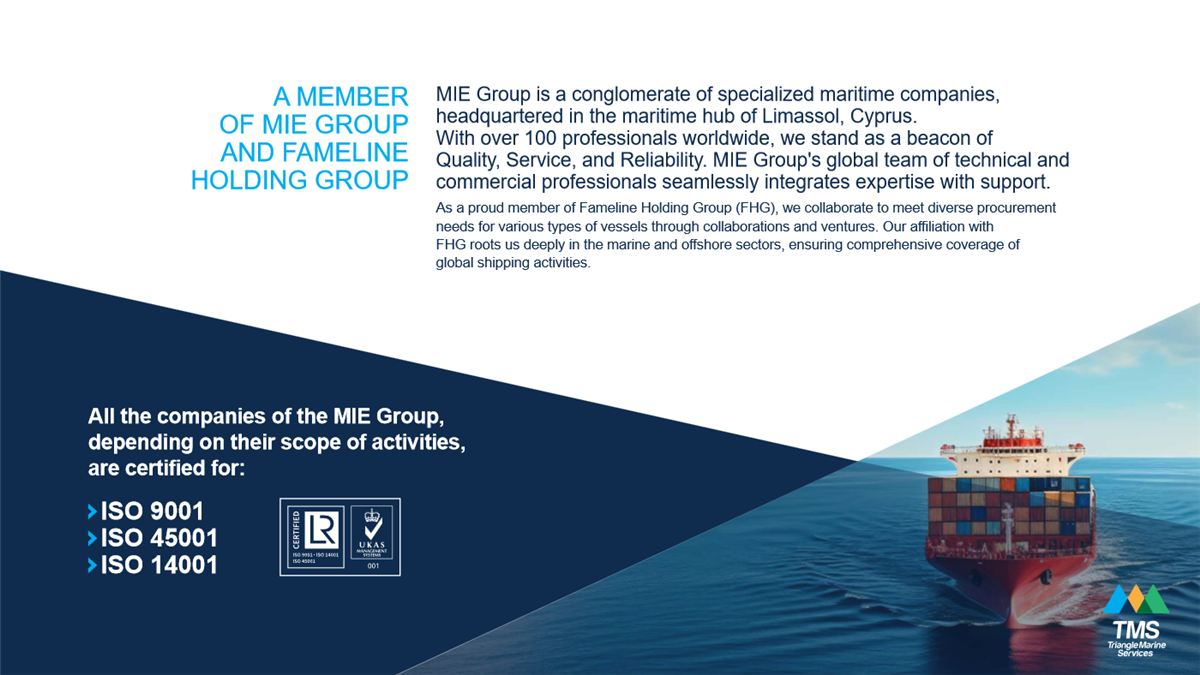 A MEMBER
OF MIE GROUP
AND FAMELINE
HOLDING GROUP
MIE Group is a conglomerate of specialized maritime companies,
headquartered in the maritime hub of Limassol, Cyprus.
With over 100 professionals worldwide, we stand as a beacon of
Quality, Service, and Reliability. MIE Group's global team of technical and
commercial professionals seamlessly integrates expertise with support.
As a proud member of Fameline Holding Group (FHG), we collaborate to meet diverse procurement
needs for various types of vessels through collaborations and ventures. Our affiliation with
FHG roots us deeply in the marine and offshore sectors, ensuring comprehensive coverage of
global shipping activities.
All the companies of the MIE Group,
depending on their scope of activities,
are certified for:
ISO 9001
ISO 45001
ISO 14001
CERTIFIED
LR
ISO 9001 • ISO 14001
ISO 45001
UKAS
MANAGEMENT
SYSTEMS
001
TMS
Triangle Marine
Services